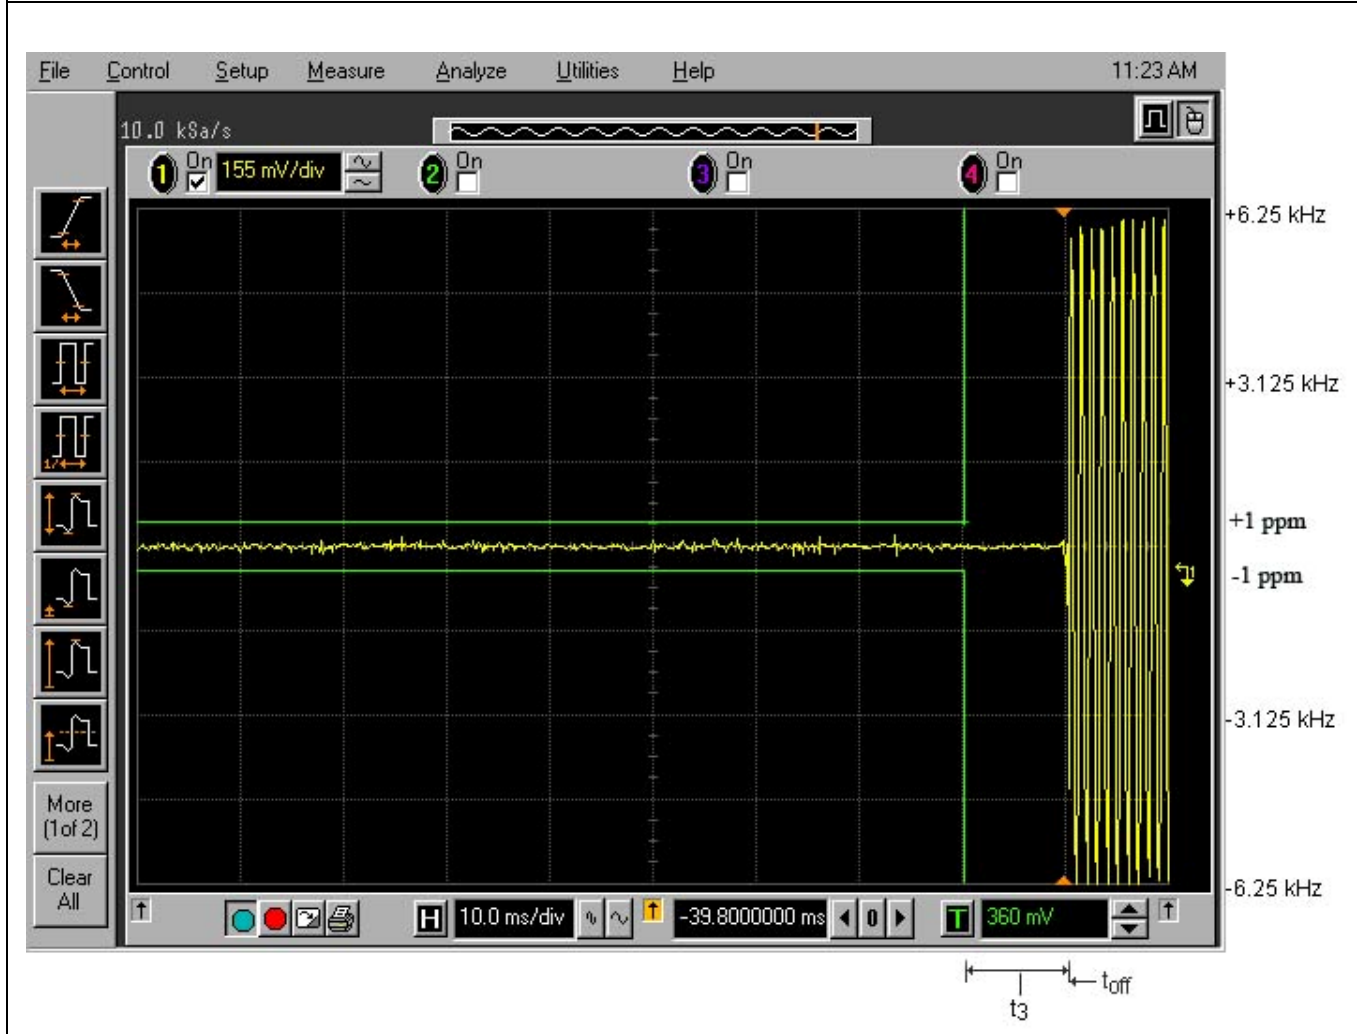 File Control Setup Measure Analyze Utilities Help 11:23 AM
10.0 kSa/s
1 On 155 mV/div 2 On 3 On 4 On
+6.25 kHz
+3.125 kHz
+1 ppm
-1 ppm
-3.125 kHz
-6.25 kHz
1/
More
(1of 2)
Clear
All
H 10.0 ms/div -39.8000000 ms 0 T 360 mV
t3
toff